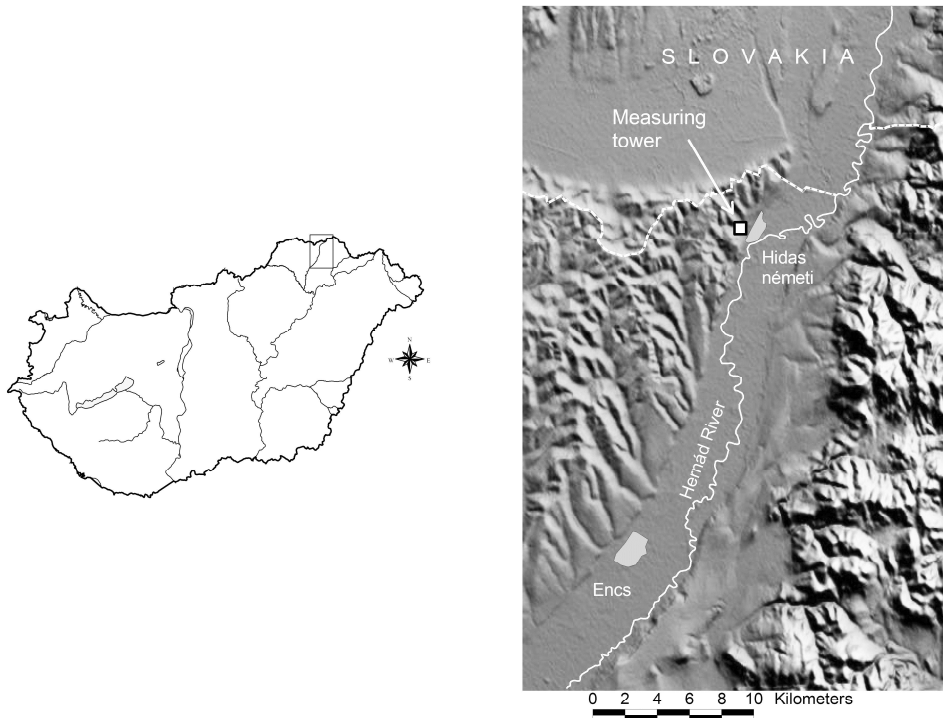 SLOVAKIA
Measuring
tower
Hidas
németi
N
W E
S
Hernád River
Encs
0 2 4 6 8 10 Kilometers